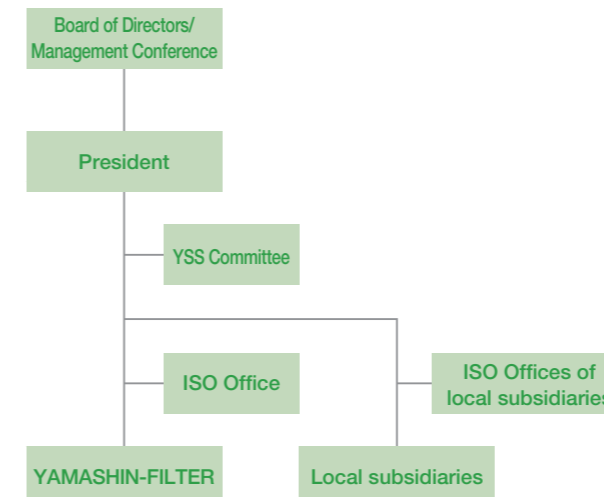 Board of Directors/
Management Conference
President
YSS Committee
ISO Office
ISO Offices of
local subsidiaries
YAMASHIN-FILTER
Local subsidiaries